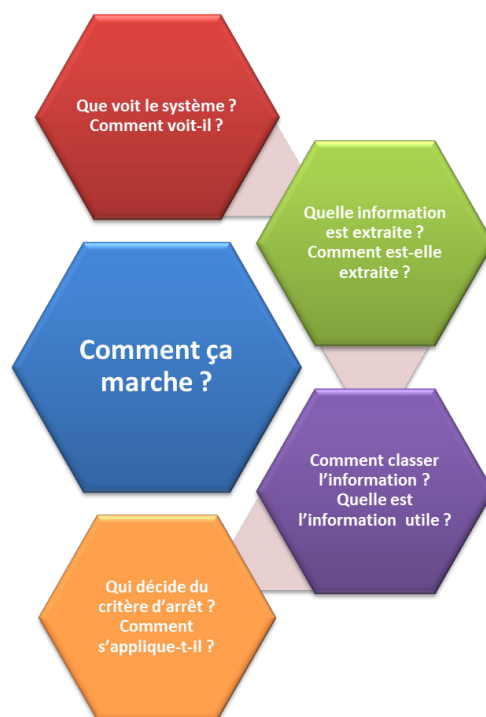 Que voit le système ?
Comment voit-il ?
Quelle information
est extraite ?
Comment est-elle
extraite ?
Comment ça
marche ?
Comment classer
l'information ?
Quelle est
l'information utile ?
Qui décide du
critère d'arrêt ?
Comment
s'applique-t-il ?